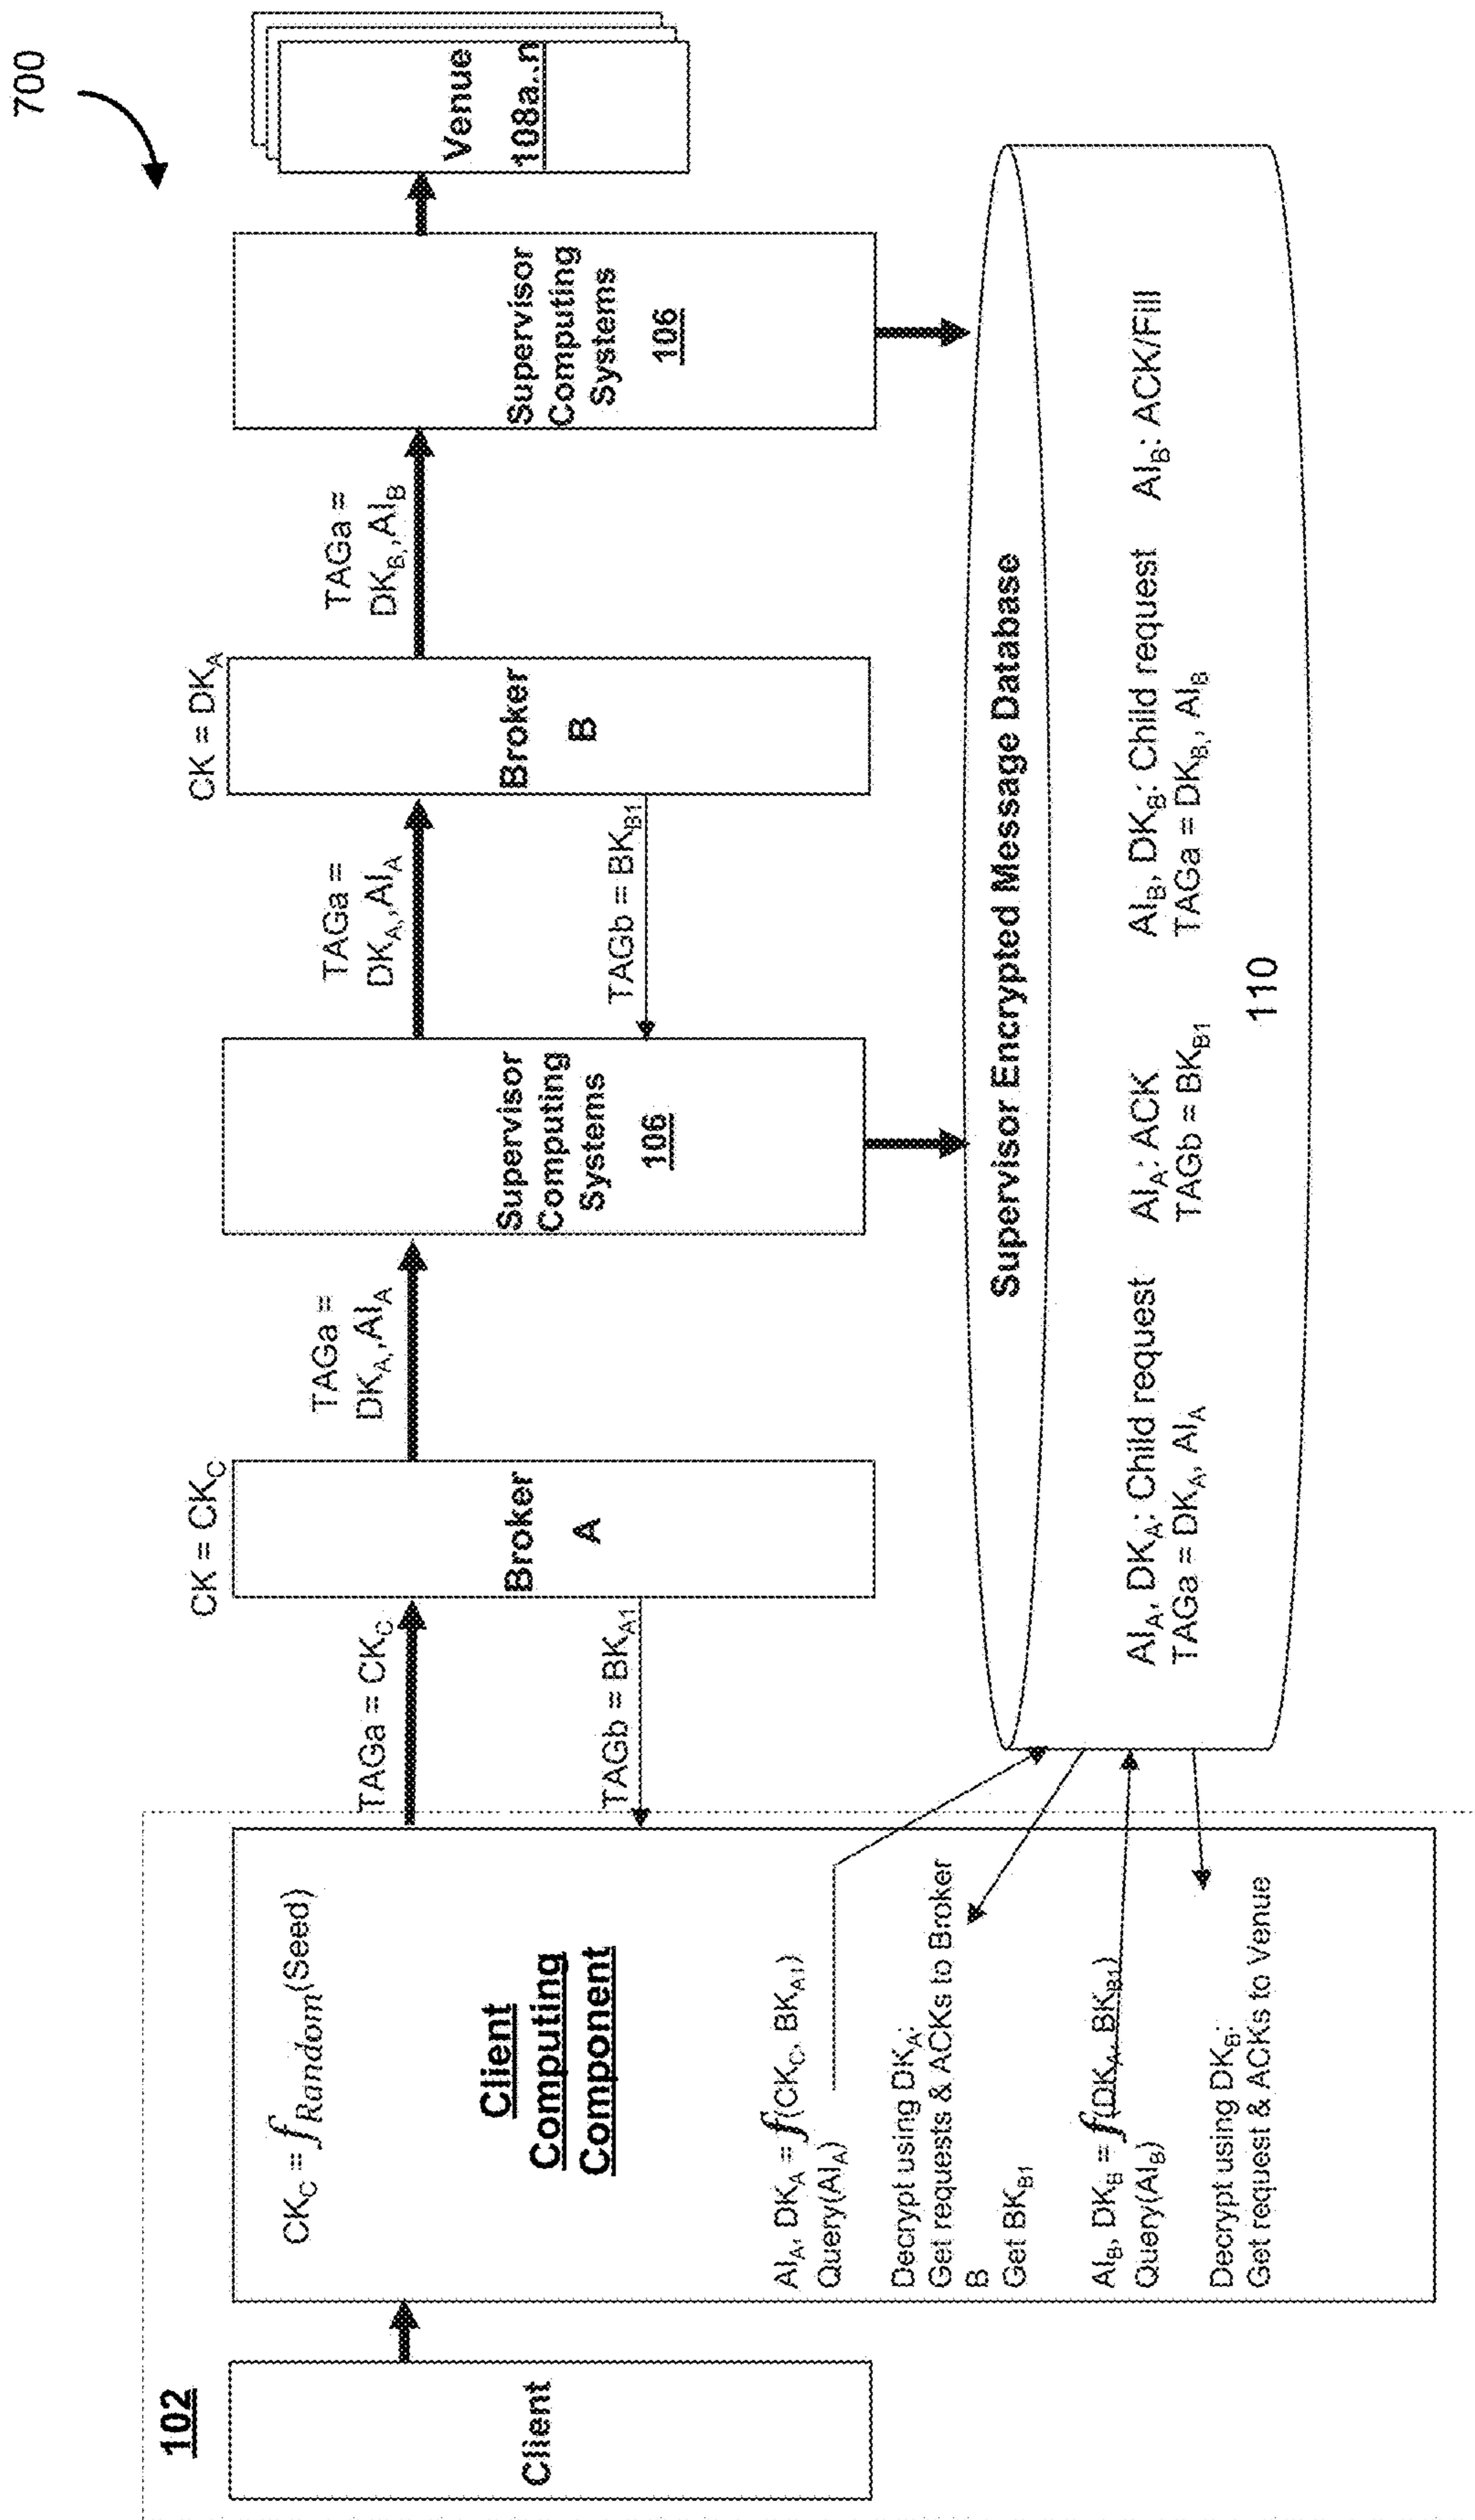 700
102
Client
CK_C = f_Random(Seed)
Client
Computing
Component
AI_A, DK_A = f(CK_C, BK_A1)
Query(AI_A)
Decrypt using DK_A:
Get requests & ACKs to Broker
B
Get BK_B1
AI_B, DK_B = f(DK_A, BK_B1)
Query(AI_B)
Decrypt using DK_B:
Get request & ACKs to Venue
TAGa = CK_C
TAGb = BK_A1
CK = CK_C
Broker
A
TAGa =
DK_A,,AI_A
Supervisor
Computing
Systems
106
TAGa =
DK_A,,AI_A
TAGb = BK_B1
CK = DK_A
Broker
B
TAGa =
DK_B,,AI_B
Supervisor
Computing
Systems
106
Venue
108a..n
Supervisor Encrypted Message Database
AI_A, DK_A: Child request
TAGa = DK_A, AI_A
AI_A: ACK
TAGb = BK_B1
AI_B, DK_B: Child request
TAGa = DK_B,, AI_B
AI_B: ACK/Fill
110